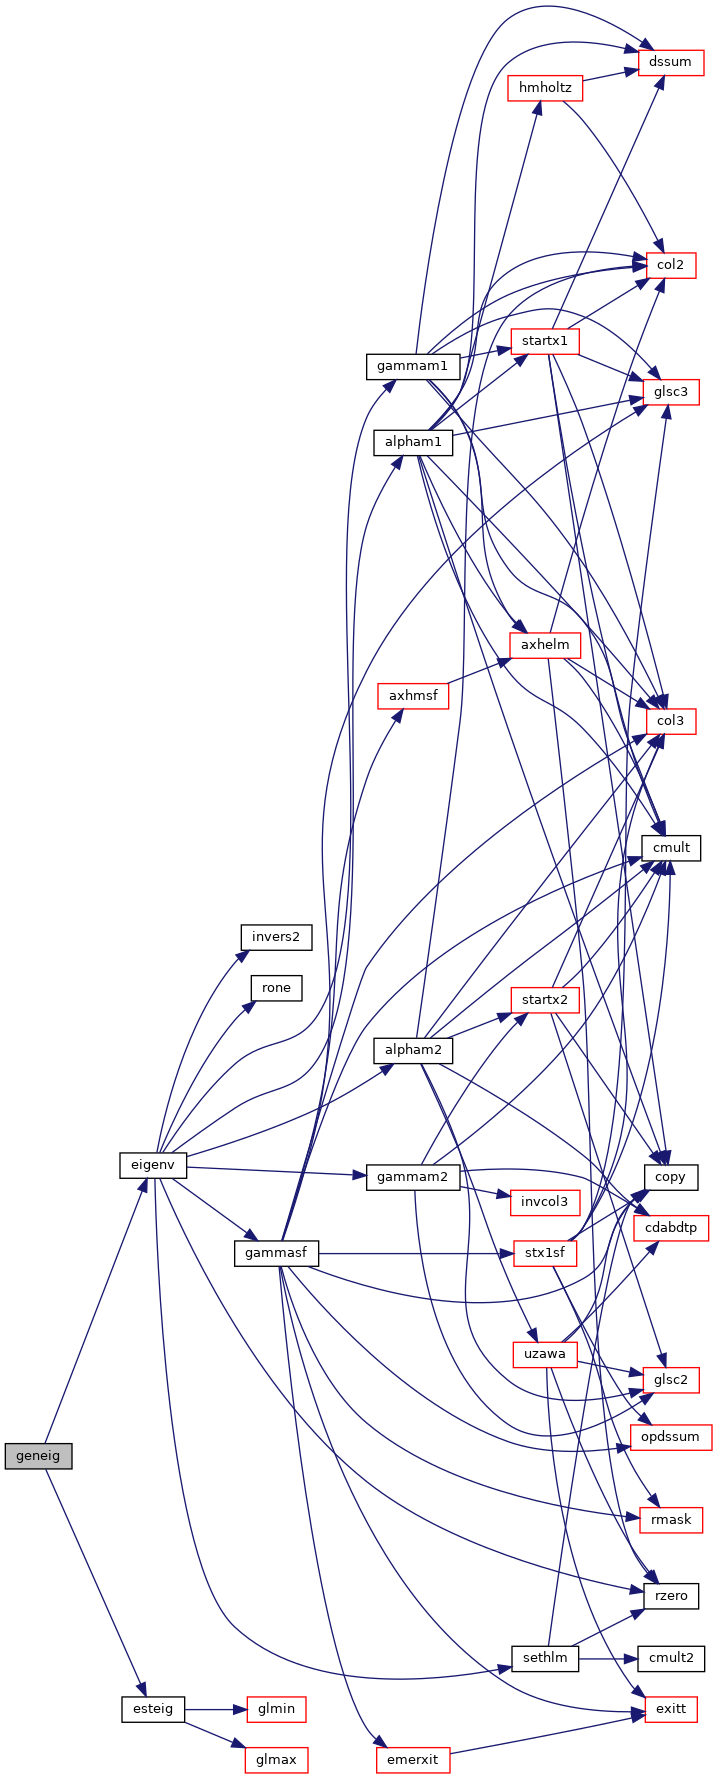 dssum
hmholtz
col2
startx1
gammam1
glsc3
alpham1
axhelm
axhmsf
col3
cmult
invers2
rone
startx2
alpham2
eigenv
gammam2
copy
invcol3
cdabdtp
gammasf
stx1sf
uzawa
glsc2
geneig
opdssum
rmask
rzero
sethlm
cmult2
esteig
glmin
exitt
glmax
emerxit